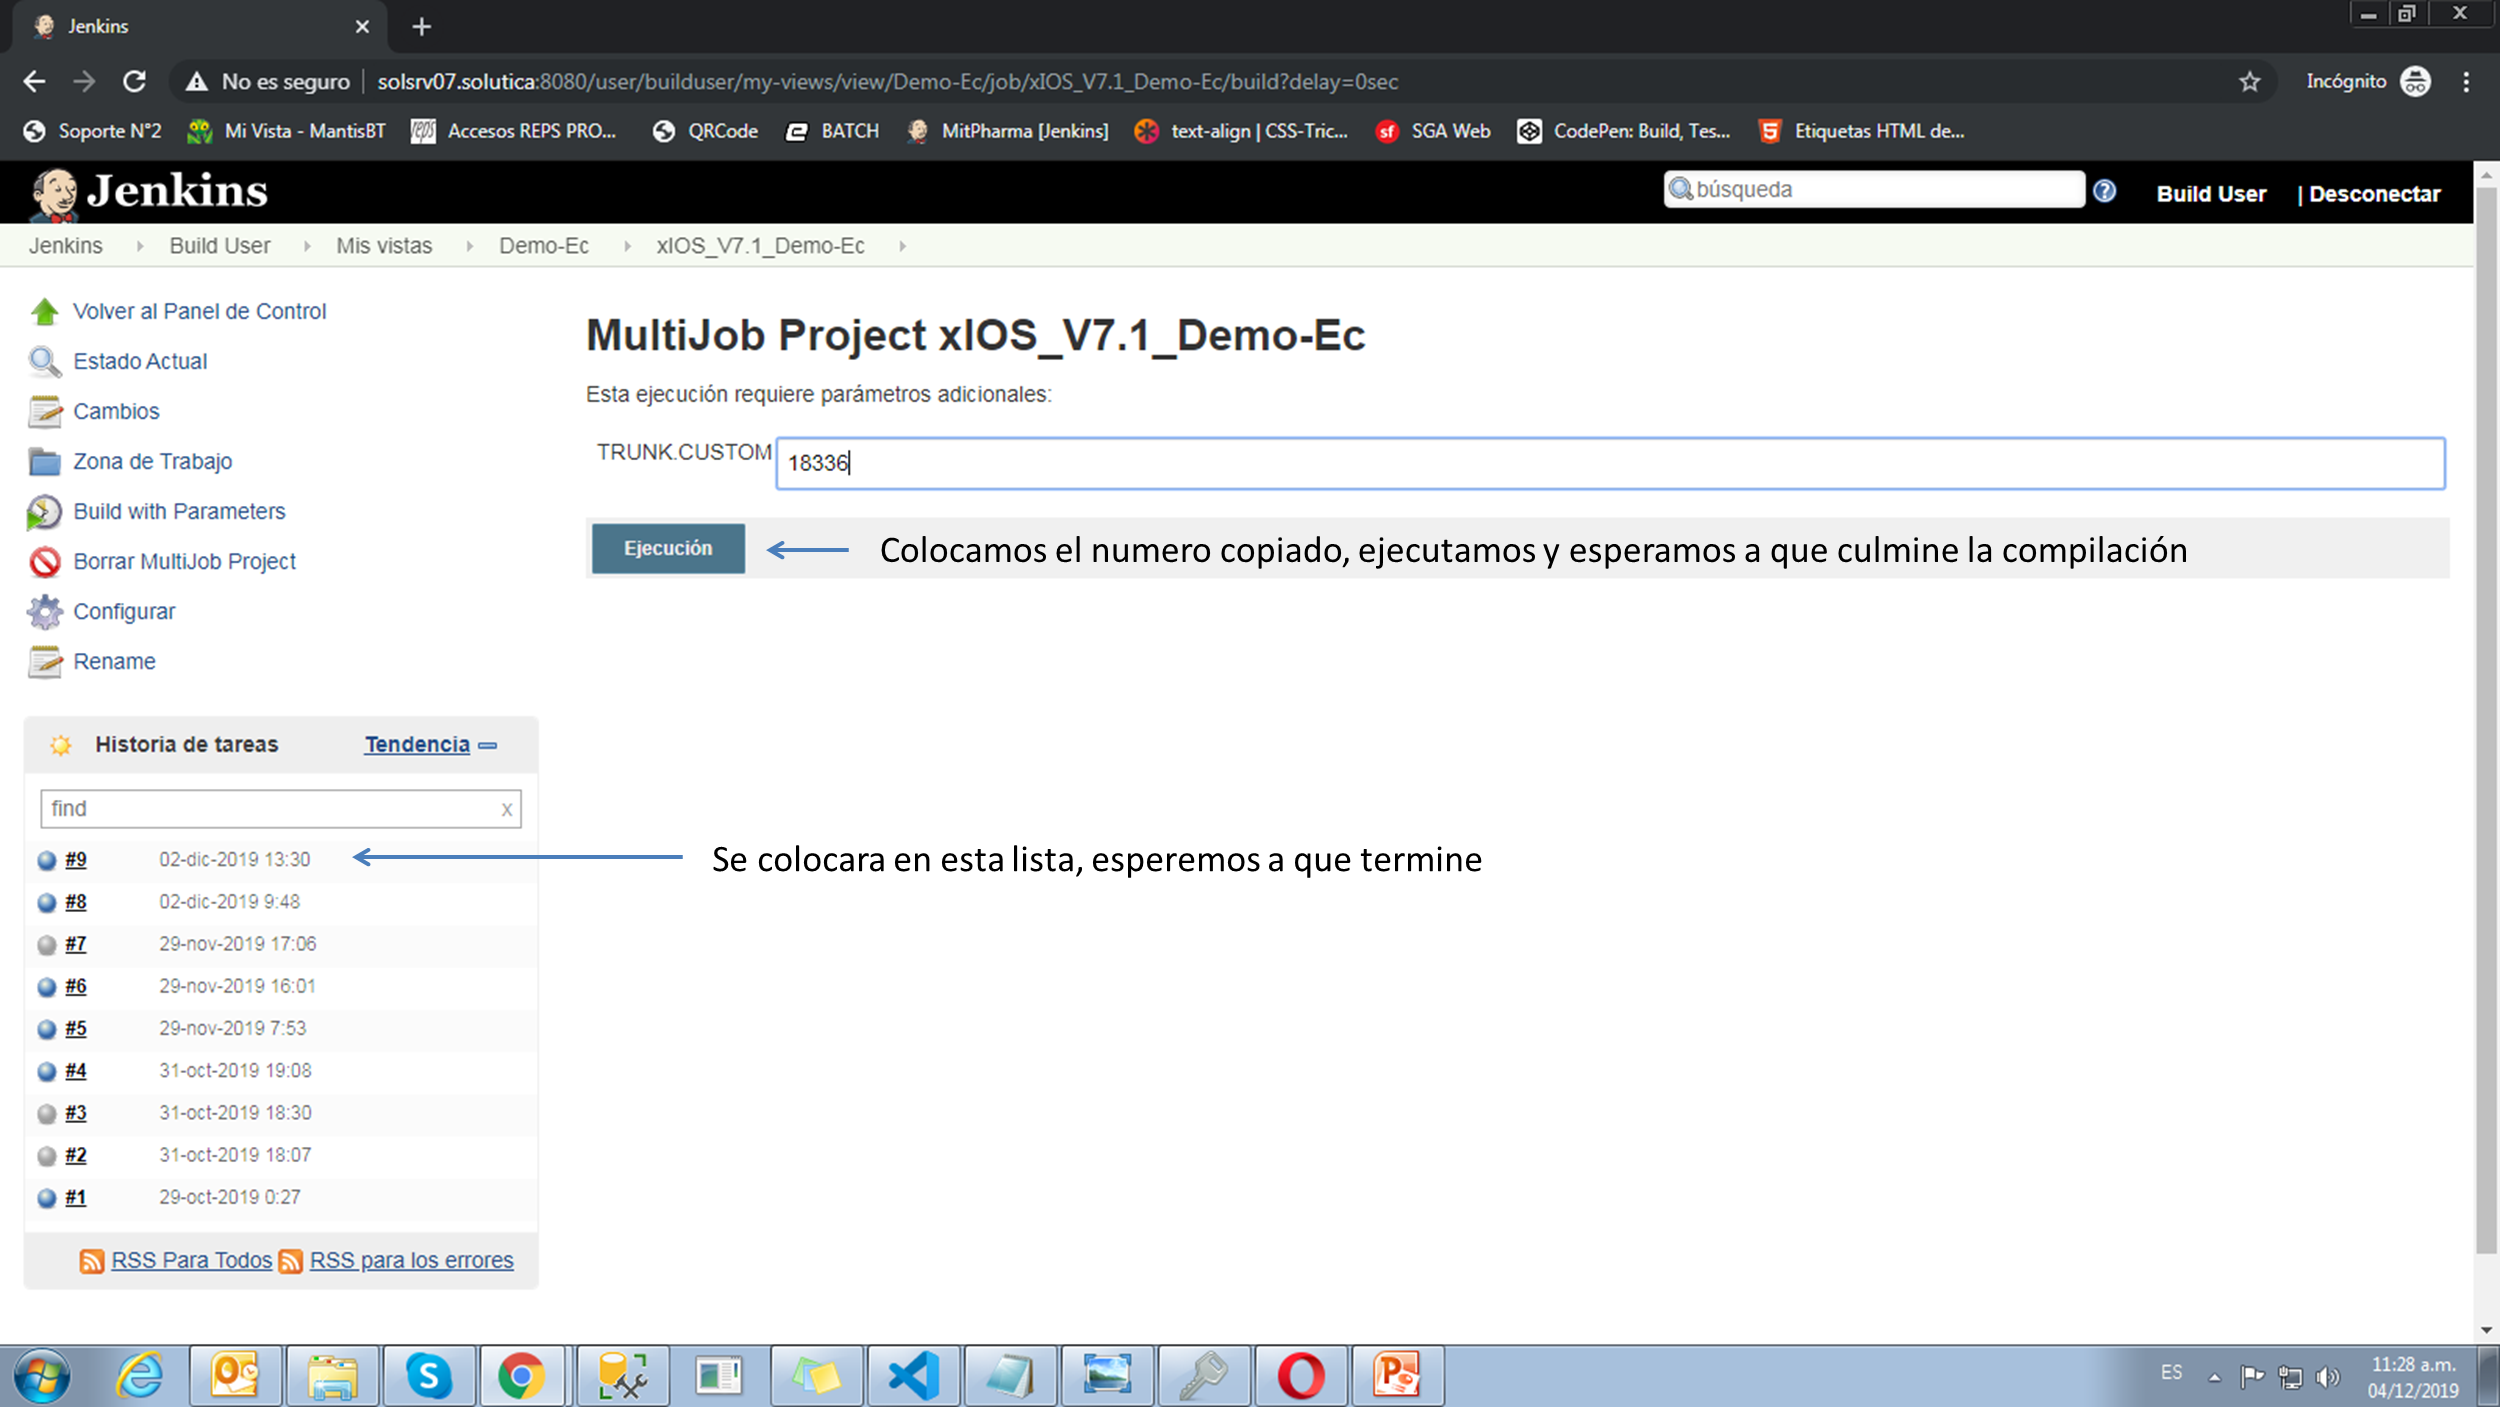 Jenkins
No es seguro solsrv07.solutica:8080/user/builduser/my-views/view/Demo-Ec/job/xIOS_V7.1_Demo-Ec/build?delay=0sec Incógnito
Soporte N°2 Mi Vista - MantisBT Accesos REPS PRO... QRCode BATCH MitPharma [Jenkins] text-align | CSS-Tric... SGA Web CodePen: Build, Tes... Etiquetas HTML de...
Jenkins búsqueda Build User | Desconectar
Jenkins Build User Mis vistas Demo-Ec xIOS_V7.1_Demo-Ec
Volver al Panel de Control
Estado Actual
Cambios
Zona de Trabajo
Build with Parameters
Borrar MultiJob Project
Configurar
Rename
MultiJob Project xIOS_V7.1_Demo-Ec
Esta ejecución requiere parámetros adicionales:
TRUNK.CUSTOM 18336
Ejecución Colocamos el numero copiado, ejecutamos y esperamos a que culmine la compilación
Historia de tareas Tendencia
find x
#9 02-dic-2019 13:30 Se colocara en esta lista, esperemos a que termine
#8 02-dic-2019 9:48
#7 29-nov-2019 17:06
#6 29-nov-2019 16:01
#5 29-nov-2019 7:53
#4 31-oct-2019 19:08
#3 31-oct-2019 18:30
#2 31-oct-2019 18:07
#1 29-oct-2019 0:27
RSS Para Todos RSS para los errores
ES 11:28 a.m.
04/12/2019